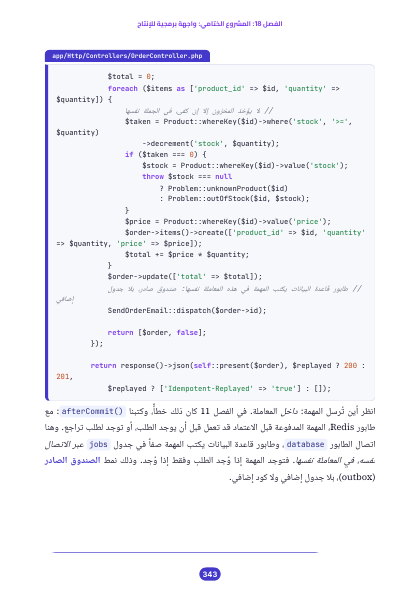 الفصل 18: المشروع الختامي: واجهة برمجية للإنتاج
app/Http/Controllers/OrderController.php
$total = 0;
foreach ($items as ['product_id' => $id, 'quantity' =>
$quantity]) {
// لا يؤخذ المخزون إلا إن كفى، في الجملة نفسها
$taken = Product::whereKey($id)->where('stock', '>=',
$quantity)
->decrement('stock', $quantity);
if ($taken === 0) {
$stock = Product::whereKey($id)->value('stock');
throw $stock === null
? Problem::unknownProduct($id)
: Problem::outOfStock($id, $stock);
}
$price = Product::whereKey($id)->value('price');
$order->items()->create(['product_id' => $id, 'quantity'
=> $quantity, 'price' => $price]);
$total += $price * $quantity;
}
$order->update(['total' => $total]);
// طابور قاعدة البيانات يكتب المهمة في هذه المعاملة نفسها: صندوق صادر، بلا جدول
إضافي
SendOrderEmail::dispatch($order->id);
return [$order, false];
});
return response()->json(self::present($order), $replayed ? 200 :
201,
$replayed ? ['Idempotent-Replayed' => 'true'] : []);
انظر أين تُرسل المهمة: داخل المعاملة. في الفصل 11 كان ذلك خطأً، وكتبنا afterCommit() : مع
طابور Redis، المهمة المدفوعة قبل الاعتماد قد تعمل قبل أن يوجد الطلب، أو توجد لطلب تراجع. وهنا
اتصال الطابور database، وطابور قاعدة البيانات يكتب المهمة صفاً في جدول jobs عبر الاتصال
نفسه، في المعاملة نفسها. فتوجد المهمة إذا وُجد الطلب وفقط إذا وُجد. وذلك نمط الصندوق الصادر
(outbox)، بلا جدول إضافي ولا كود إضافي.
343